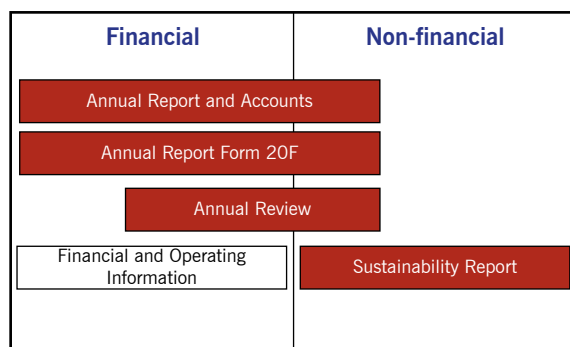 Financial
Non-financial
Annual Report and Accounts
Annual Report Form 20F
Annual Review
Financial and Operating
Information
Sustainability Report